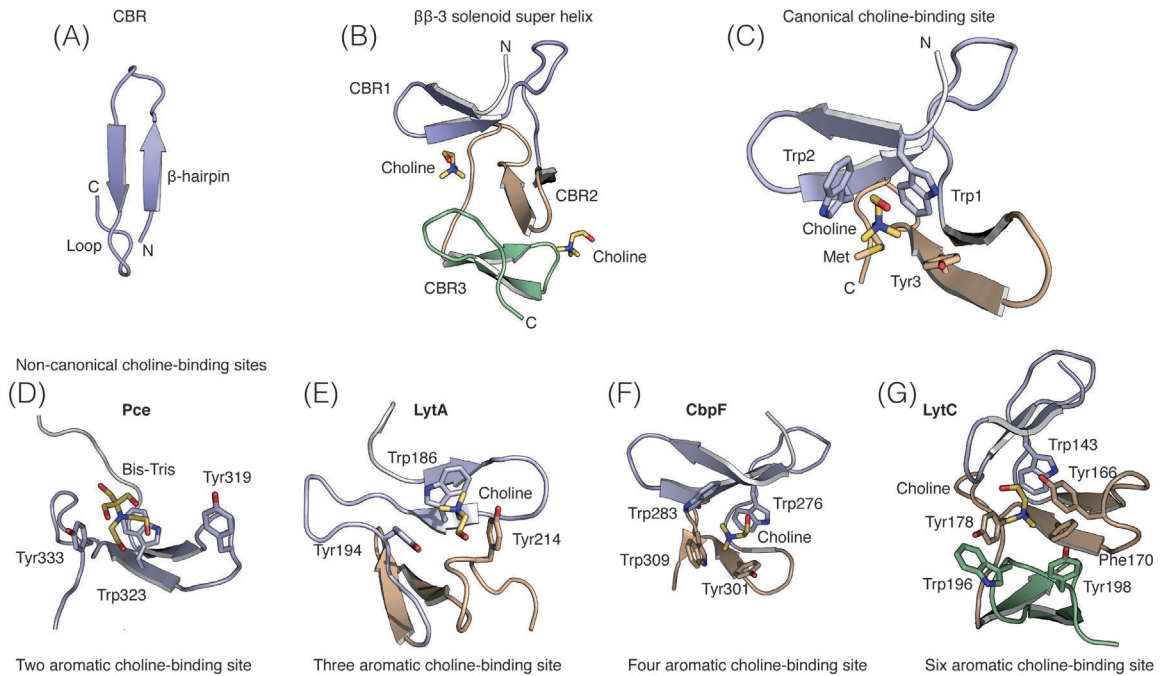 CBR
ββ-3 solenoid super helix
Canonical choline-binding site
(A)
(B)
(C)
N
N
CBR1
Trp2
Choline
β-hairpin
C
CBR2
Trp1
Loop
N
Choline
Choline
Met
Tyr3
CBR3
C
C
Non-canonical choline-binding sites
(D)
(E)
(F)
(G)
Pce
LytA
CbpF
LytC
Bis-Tris
Tyr319
Trp186
Trp143
Tyr166
Choline
Choline
Trp283
Trp276
Tyr178
Tyr333
Tyr194
Tyr214
Choline
Trp309
Phe170
Trp323
Tyr301
Trp196
Tyr198
Two aromatic choline-binding site
Three aromatic choline-binding site
Four aromatic choline-binding site
Six aromatic choline-binding site